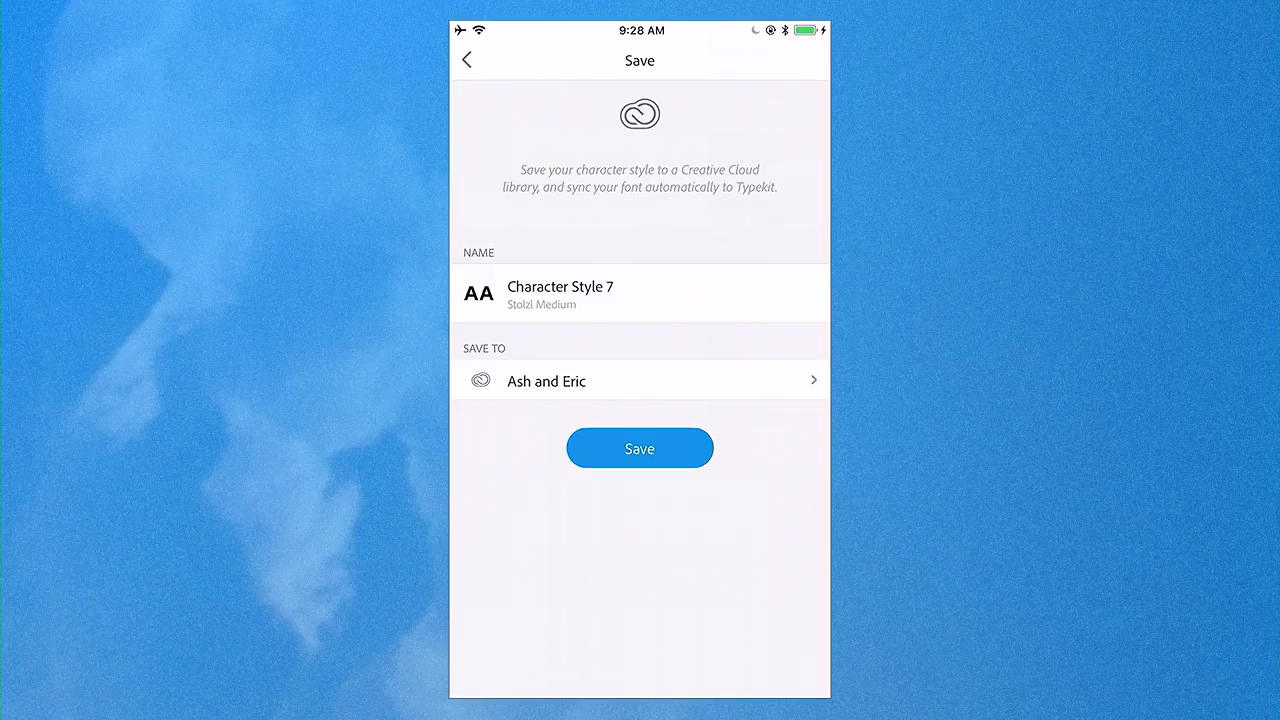 9:28 AM
Save
Save your character style to a Creative Cloud
library, and sync your font automatically to Typekit.
NAME
AA
Character Style 7
Stolzl Medium
SAVE TO
Ash and Eric
Save